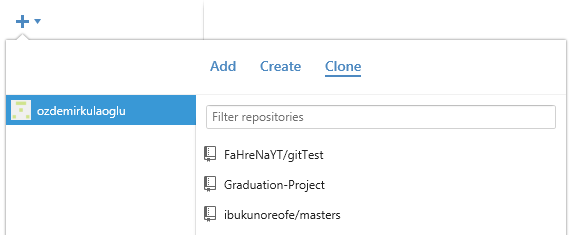 Add Create Clone
ozdemirkulaoglu
Filter repositories
FaHreNaYT/gitTest
Graduation-Project
ibukunoreofe/masters